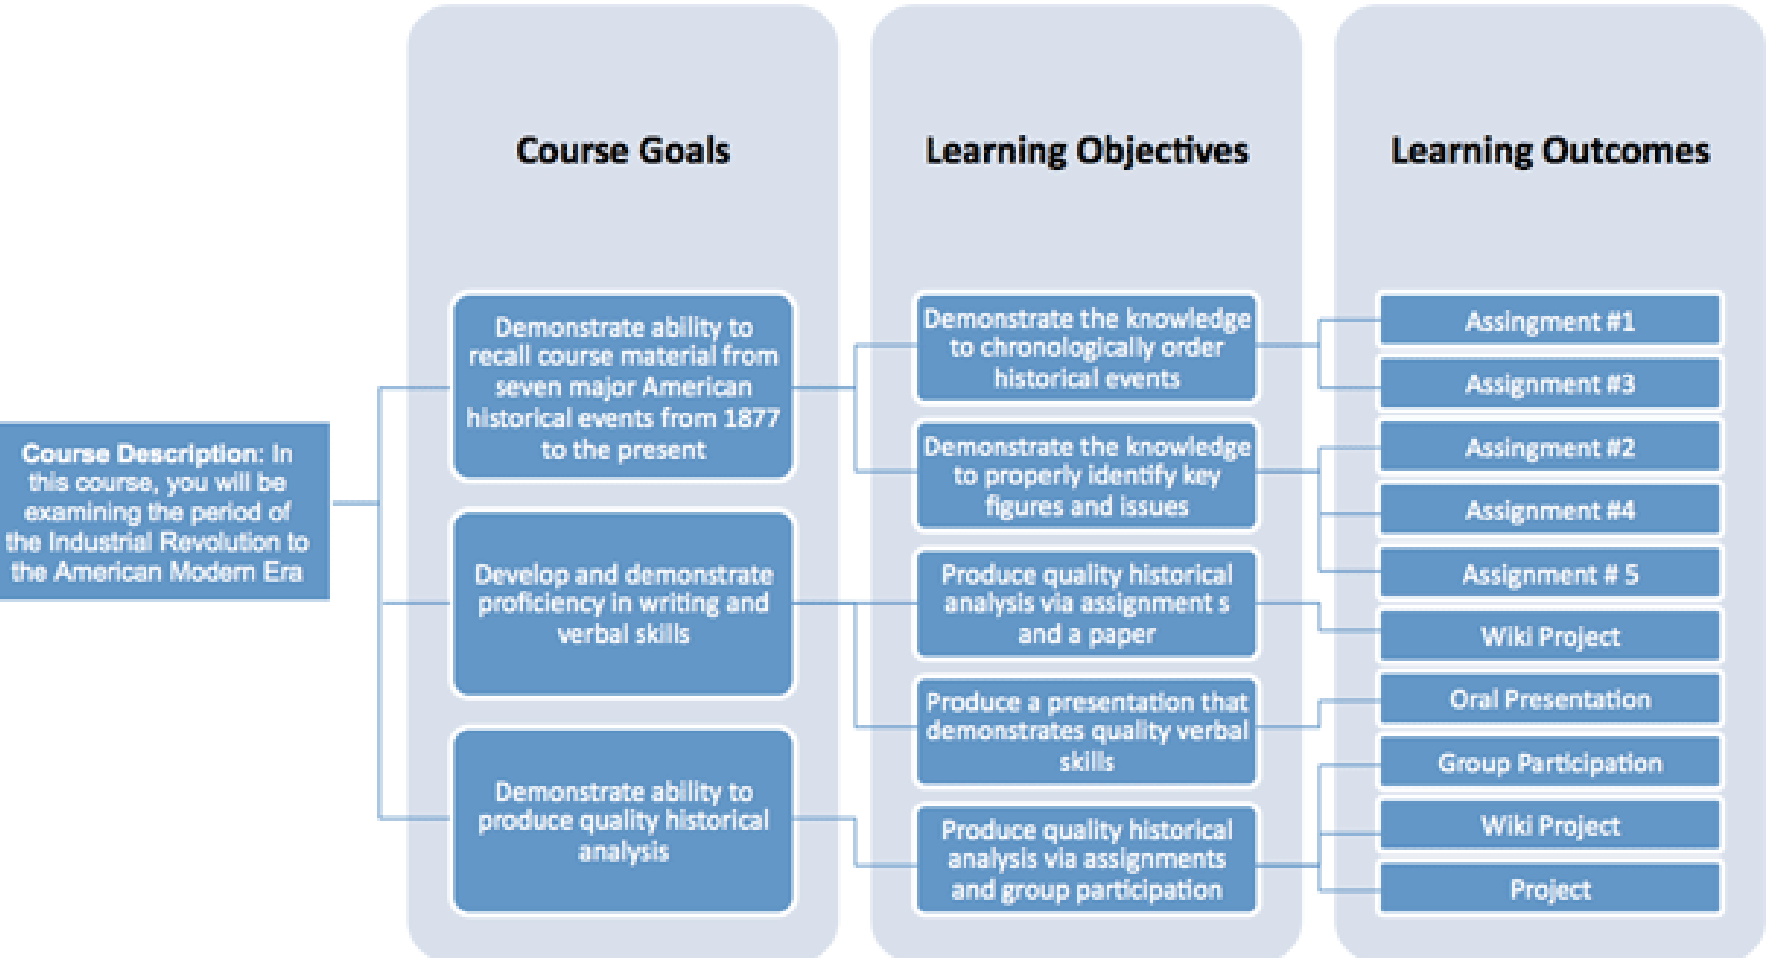 Course Goals
Learning Objectives
Learning Outcomes
Course Description: In
this course, you will be
examining the period of
the Industrial Revolution to
the American Modern Era
Demonstrate ability to
recall course material from
seven major American
historical events from 1877
to the present
Develop and demonstrate
proficiency in writing and
verbal skills
Demonstrate ability to
produce quality historical
analysis
Demonstrate the knowledge
to chronologically order
historical events
Demonstrate the knowledge
to properly identify key
figures and issues
Produce quality historical
analysis via assignment s
and a paper
Produce a presentation that
demonstrates quality verbal
skills
Produce quality historical
analysis via assignments
and group participation
Assingment #1
Assignment #3
Assingment #2
Assignment #4
Assignment # 5
Wiki Project
Oral Presentation
Group Participation
Wiki Project
Project